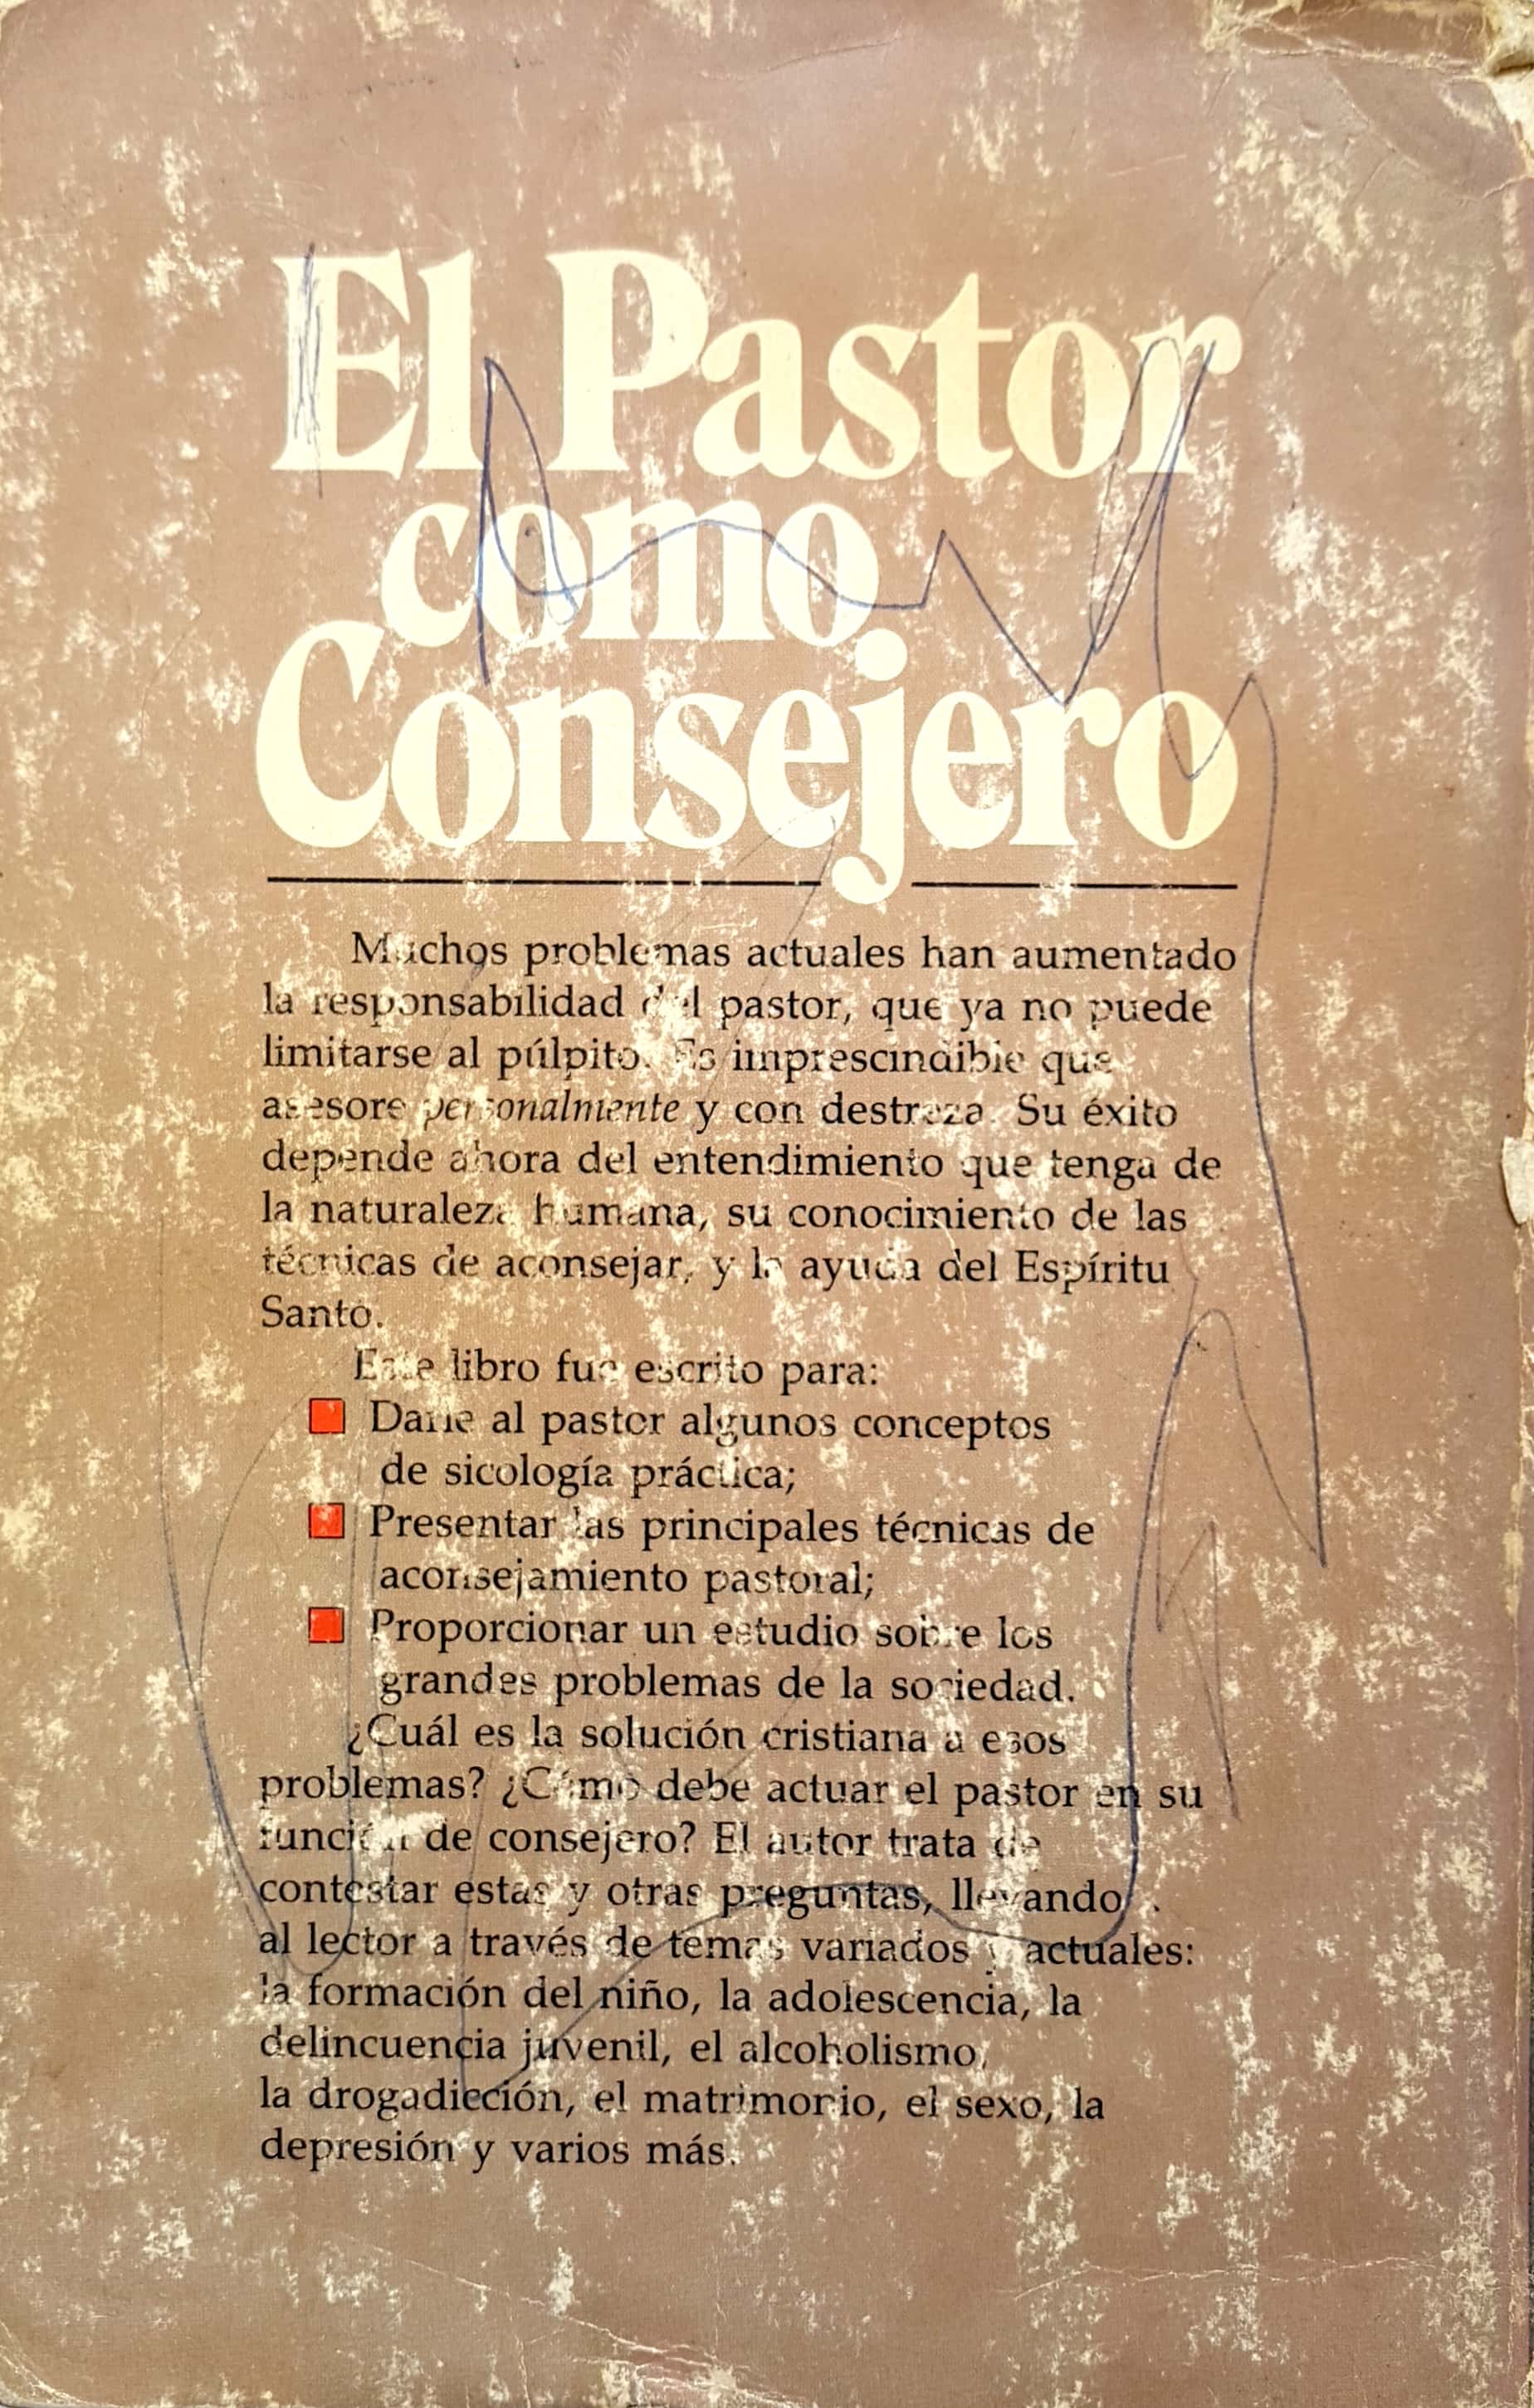 El Pastor
como
Consejero
Muchos problemas actuales han aumentado
la responsabilidad del pastor, que ya no puede
limitarse al púlpito. Es imprescindible que
asesore personalmente y con destreza. Su éxito
depende ahora del entendimiento que tenga de
la naturaleza humana, su conocimiento de las
técnicas de aconsejar, y la ayuda del Espíritu
Santo.
Este libro fue escrito para:
Darle al pastor algunos conceptos
de sicología práctica;
Presentar las principales técnicas de
aconsejamiento pastoral;
Proporcionar un estudio sobre los
grandes problemas de la sociedad.
¿Cuál es la solución cristiana a esos
problemas? ¿Cómo debe actuar el pastor en su
función de consejero? El autor trata de
contestar estas y otras preguntas, llevando
al lector a través de temas variados y actuales:
la formación del niño, la adolescencia, la
delincuencia juvenil, el alcoholismo,
la drogadicción, el matrimonio, el sexo, la
depresión y varios más.